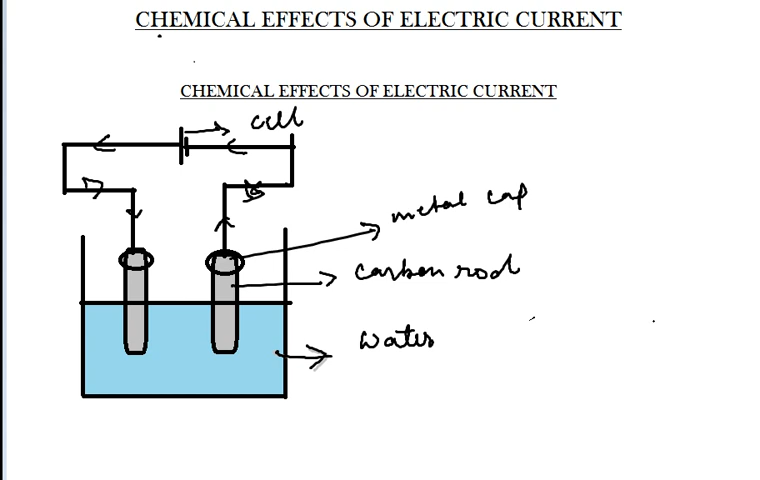 CHEMICAL EFFECTS OF ELECTRIC CURRENT
CHEMICAL EFFECTS OF ELECTRIC CURRENT
cell
metal cap
carbon rod
water